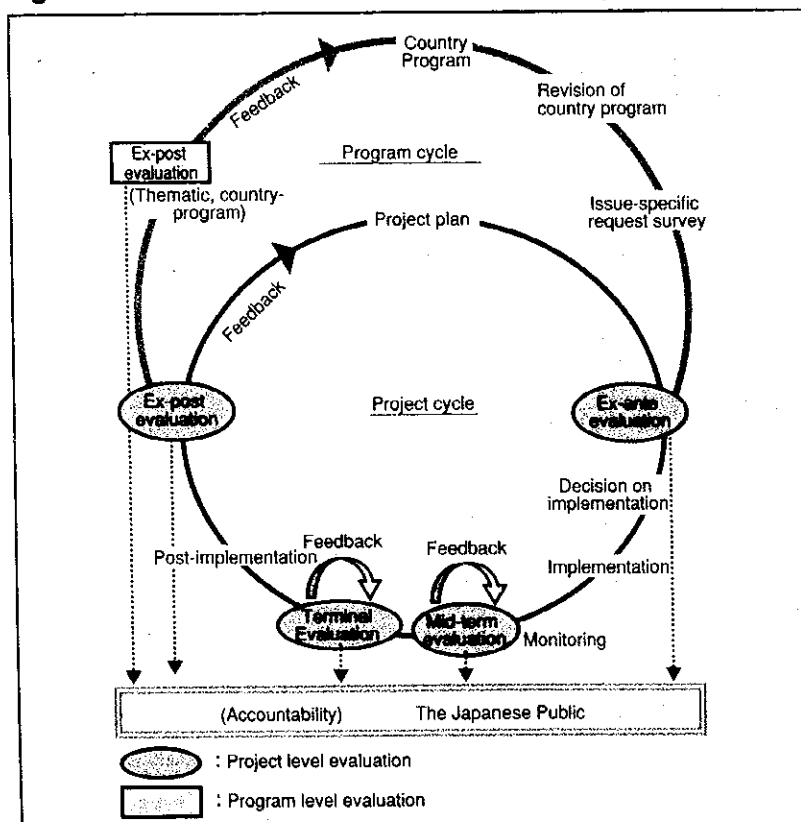 Country
Program
Feedback
Revision of
country program
Ex-post
evaluation
(Thematic, country-
program)
Program cycle
Issue-specific
request survey
Project plan
Feedback
Ex-post
evaluation
Project cycle
Ex-ante
evaluation
Decision on
implementation
Feedback
Feedback
Post-implementation
Implementation
Terminal
Evaluation
Mid-term
evaluation
Monitoring
(Accountability) The Japanese Public
: Project level evaluation
: Program level evaluation